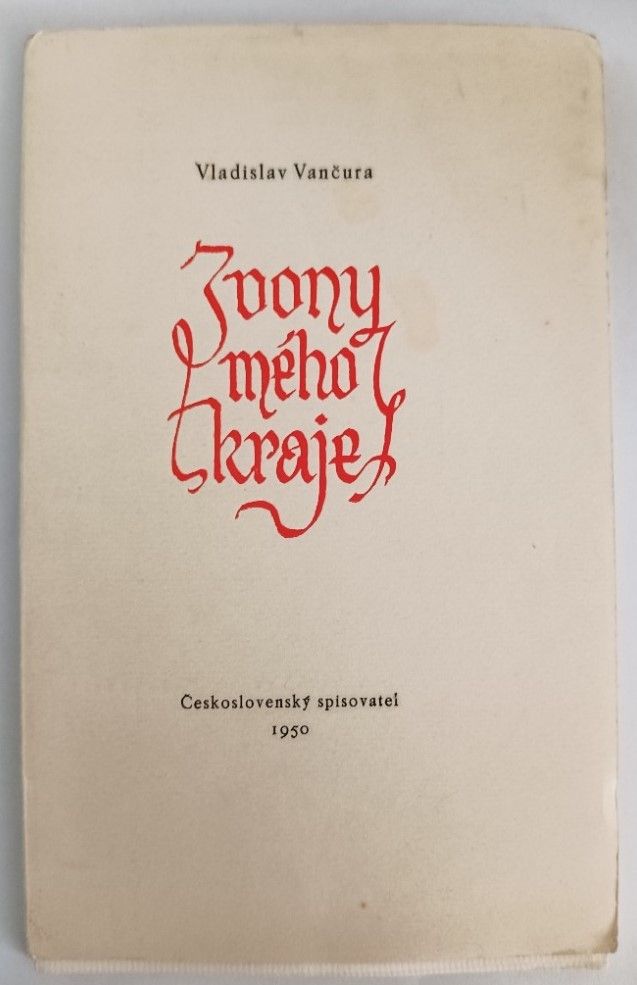 Vladislav Vančura
Zvony
mého
kraje
Československý spisovatel
1950